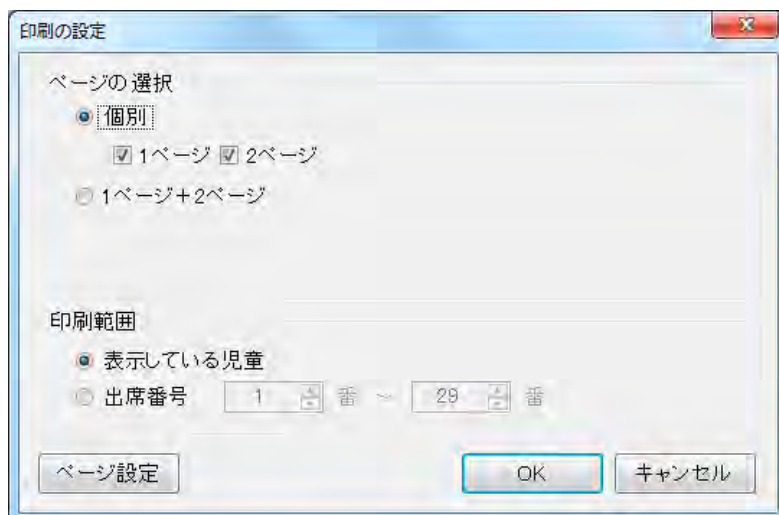 印刷の設定
ページの選択
個別
1ページ 2ページ
1ページ+2ページ
印刷範囲
表示している児童
出席番号 1 番 ~ 29 番
ページ設定 OK キャンセル